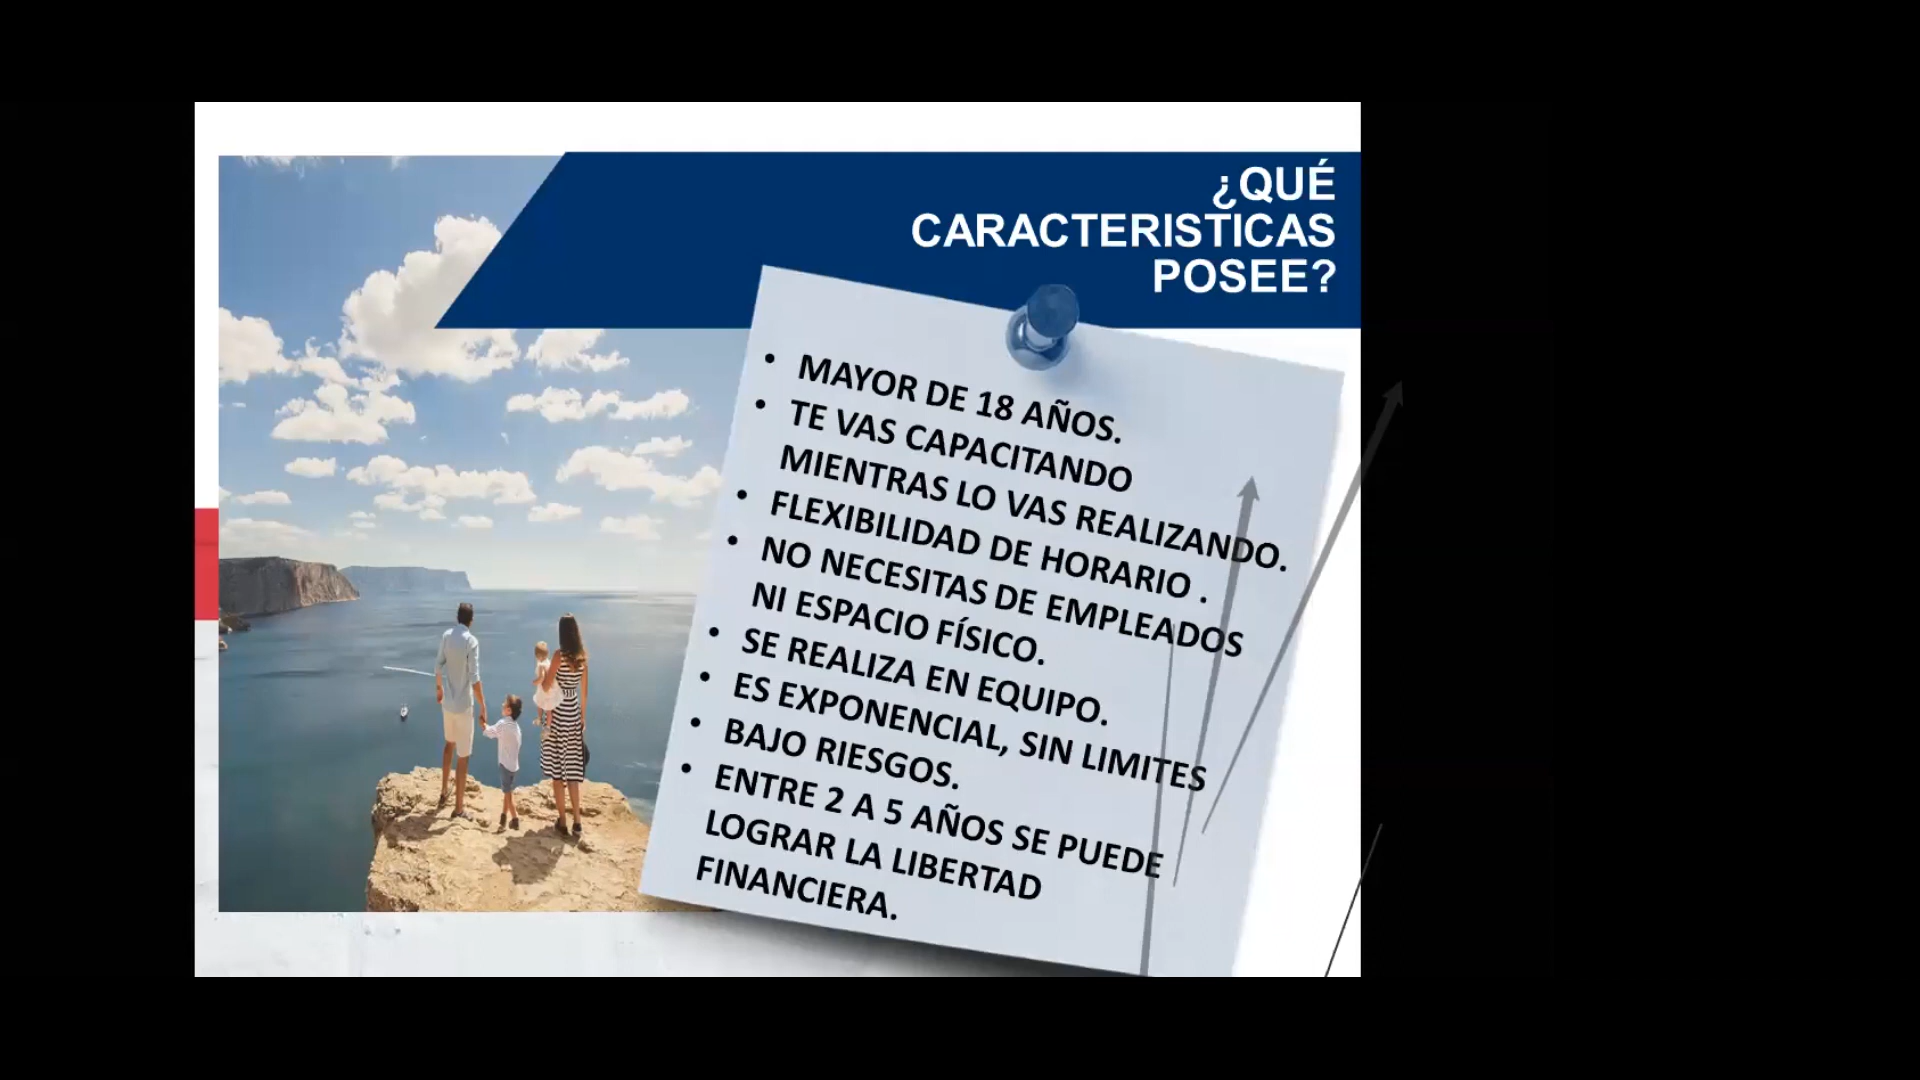 ¿QUÉ
CARACTERISTICAS
POSEE?
• MAYOR DE 18 AÑOS.
• TE VAS CAPACITANDO
MIENTRAS LO VAS REALIZANDO.
• FLEXIBILIDAD DE HORARIO .
• NO NECESITAS DE EMPLEADOS
NI ESPACIO FÍSICO.
• SE REALIZA EN EQUIPO.
• ES EXPONENCIAL, SIN LIMITES
• BAJO RIESGOS.
• ENTRE 2 A 5 AÑOS SE PUEDE
LOGRAR LA LIBERTAD
FINANCIERA.